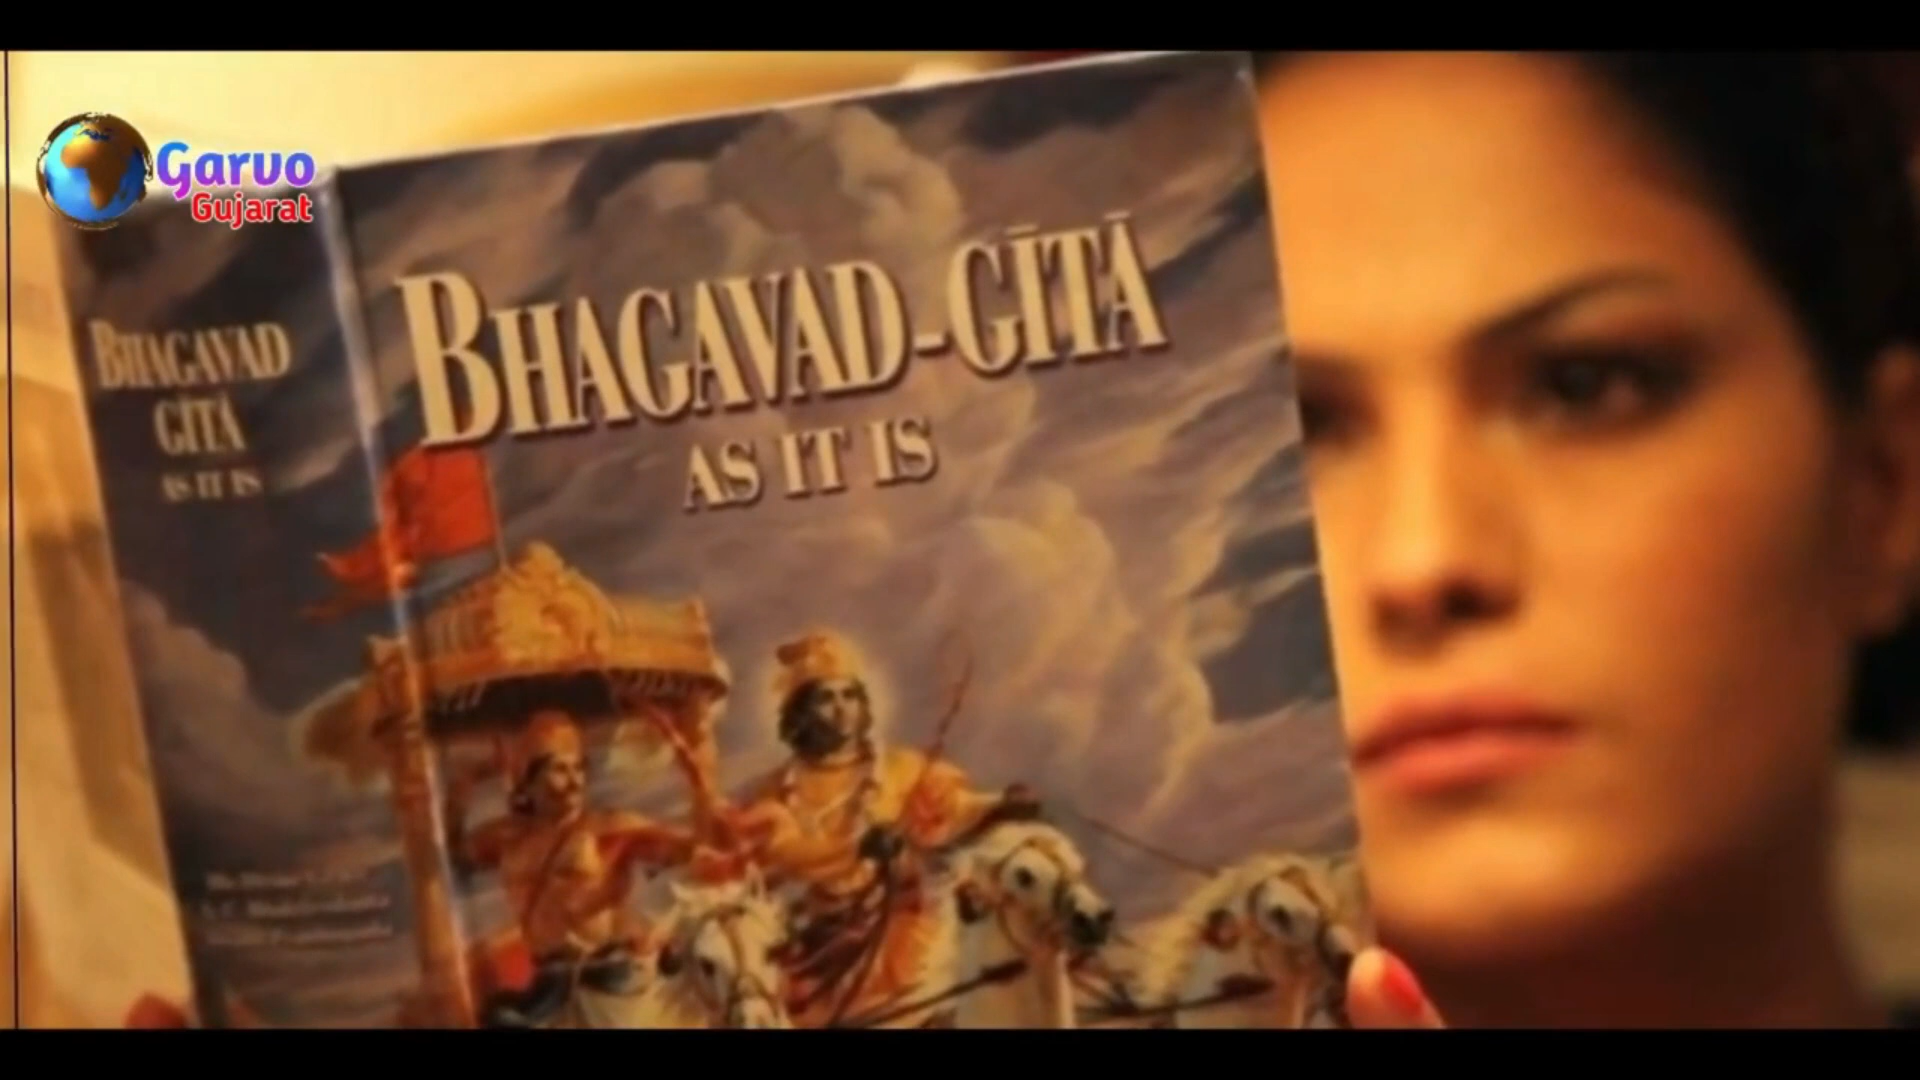 Garvo
Gujarat
BHAGAVAD-GĪTĀ
AS IT IS
BHAGAVAD
GĪTĀ
AS IT IS